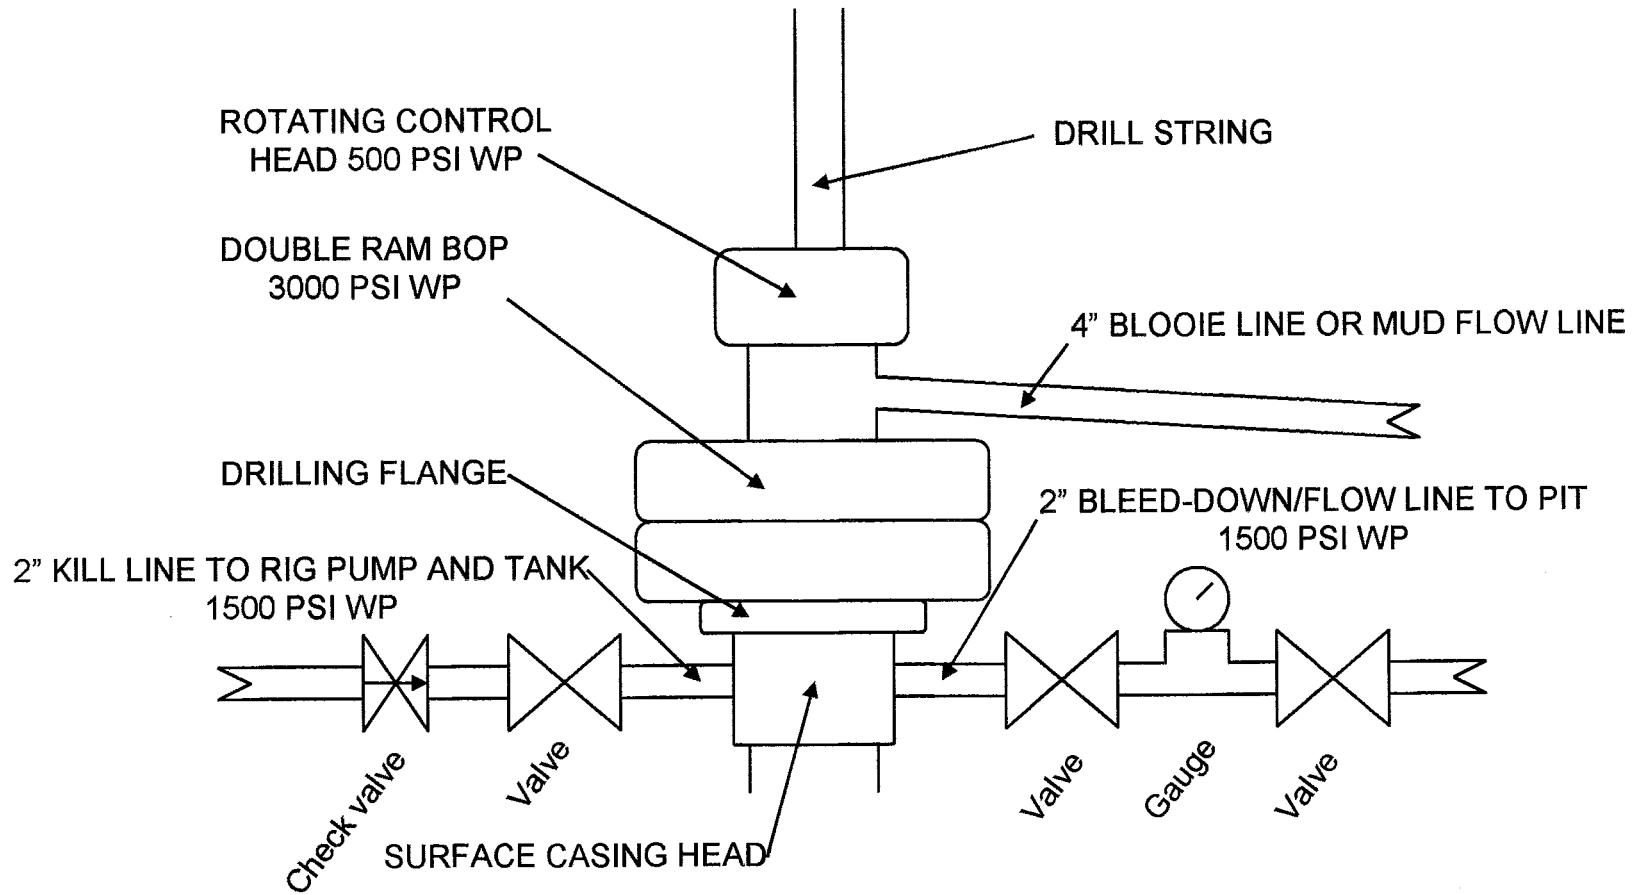 ROTATING CONTROL
HEAD 500 PSI WP
DRILL STRING
DOUBLE RAM BOP
3000 PSI WP
4” BLOOIE LINE OR MUD FLOW LINE
DRILLING FLANGE
2” BLEED-DOWN/FLOW LINE TO PIT
1500 PSI WP
2” KILL LINE TO RIG PUMP AND TANK
1500 PSI WP
Check valve
Valve
Valve
Gauge
Valve
SURFACE CASING HEAD